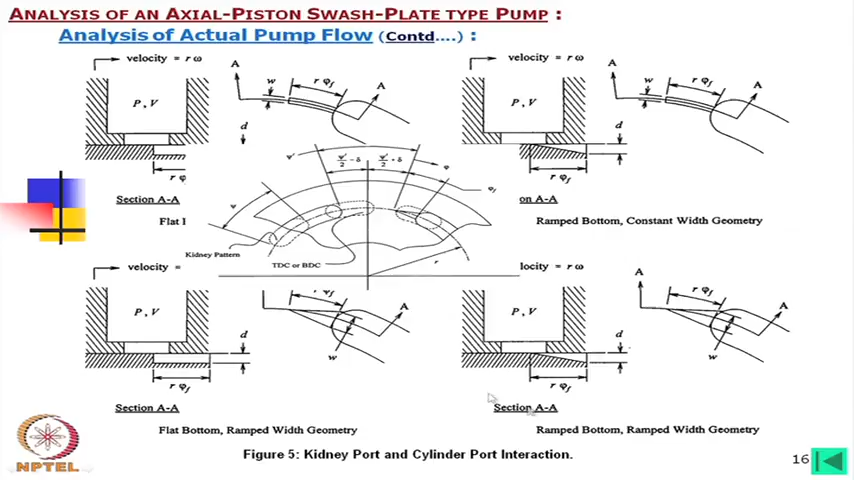 ANALYSIS OF AN AXIAL-PISTON SWASH-PLATE TYPE PUMP :
Analysis of Actual Pump Flow (Contd....) :
velocity = r ω
A
w
r φf
A
P, V
d
r φ
Section A-A
Flat
velocity = r ω
A
w
r φf
A
P, V
d
r φf
on A-A
Ramped Bottom, Constant Width Geometry
ψ'/2 − δ
ψ'/2 + δ
φ
φf
Kidney Pattern
TDC or BDC
r
velocity =
r φf
A
P, V
d
w
r φf
Section A-A
Flat Bottom, Ramped Width Geometry
locity = r ω
A
r φf
A
P, V
d
w
r φf
Section A-A
Ramped Bottom, Ramped Width Geometry
Figure 5: Kidney Port and Cylinder Port Interaction.
NPTEL
16